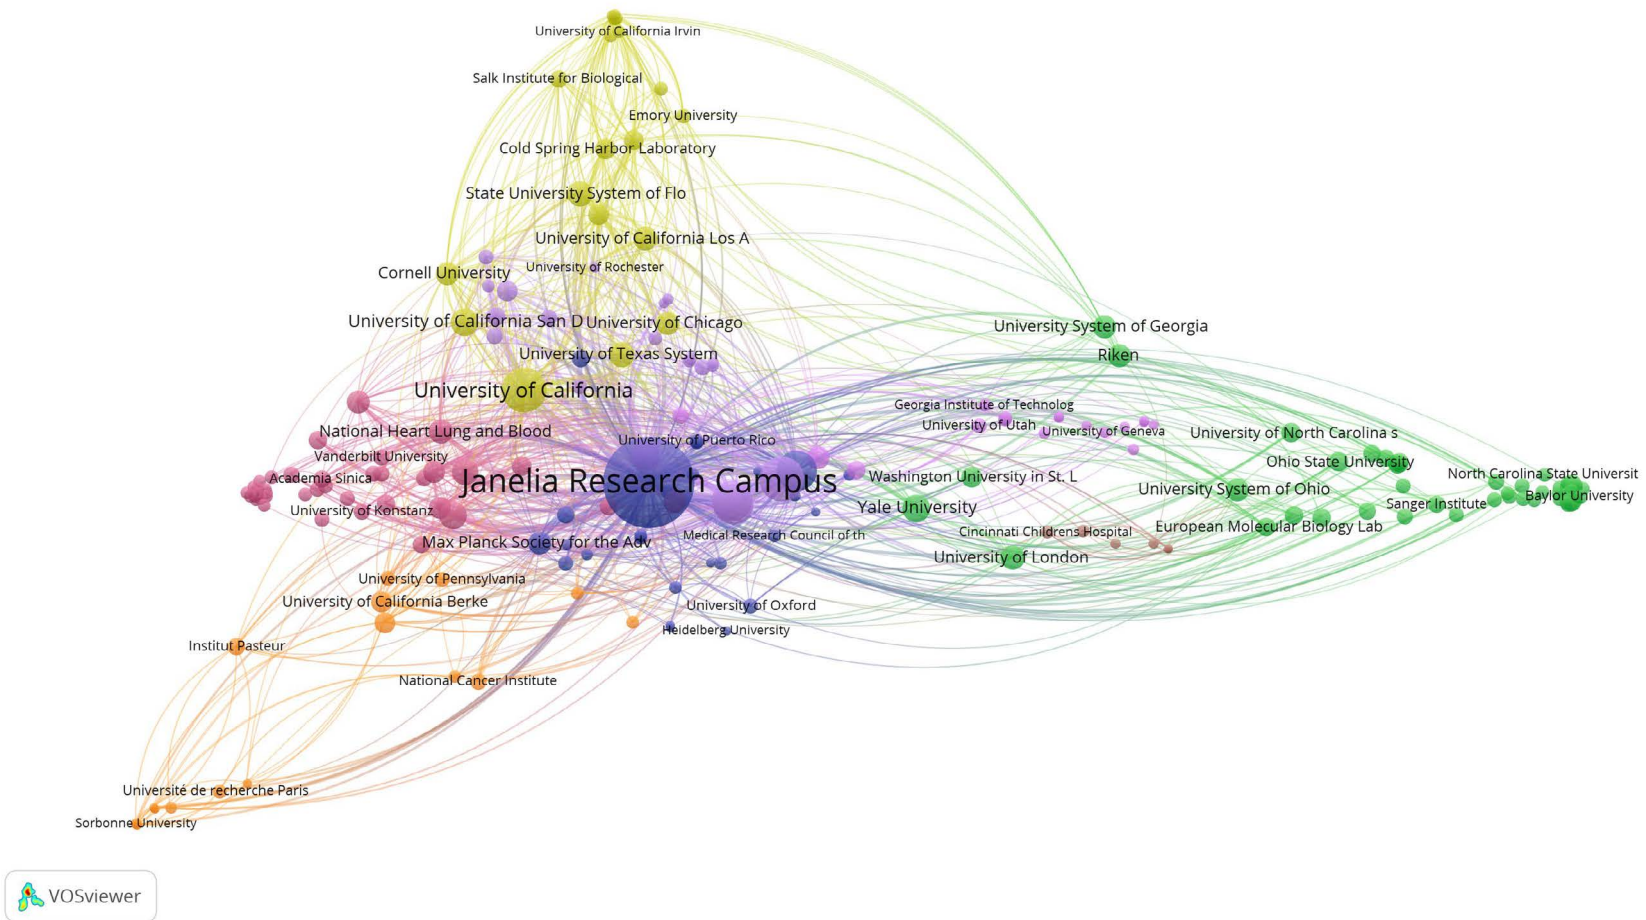 University of California Irvin
Salk Institute for Biological
Emory University
Cold Spring Harbor Laboratory
State University System of Flo
University of California Los A
University of Rochester
Cornell University
University of California San D
University of Chicago
University System of Georgia
University of Texas System
Riken
University of California
Georgia Institute of Technolog
University of Utah
University of Geneva
National Heart Lung and Blood
University of Puerto Rico
University of North Carolina s
Vanderbilt University
Ohio State University
Academia Sinica
Janelia Research Campus
Washington University in St. L
North Carolina State Universit
University System of Ohio
Baylor University
University of Konstanz
Yale University
Sanger Institute
European Molecular Biology Lab
Cincinnati Childrens Hospital
Medical Research Council of th
Max Planck Society for the Adv
University of London
University of Pennsylvania
University of California Berke
University of Oxford
Heidelberg University
Institut Pasteur
National Cancer Institute
Université de recherche Paris
Sorbonne University
VOSviewer